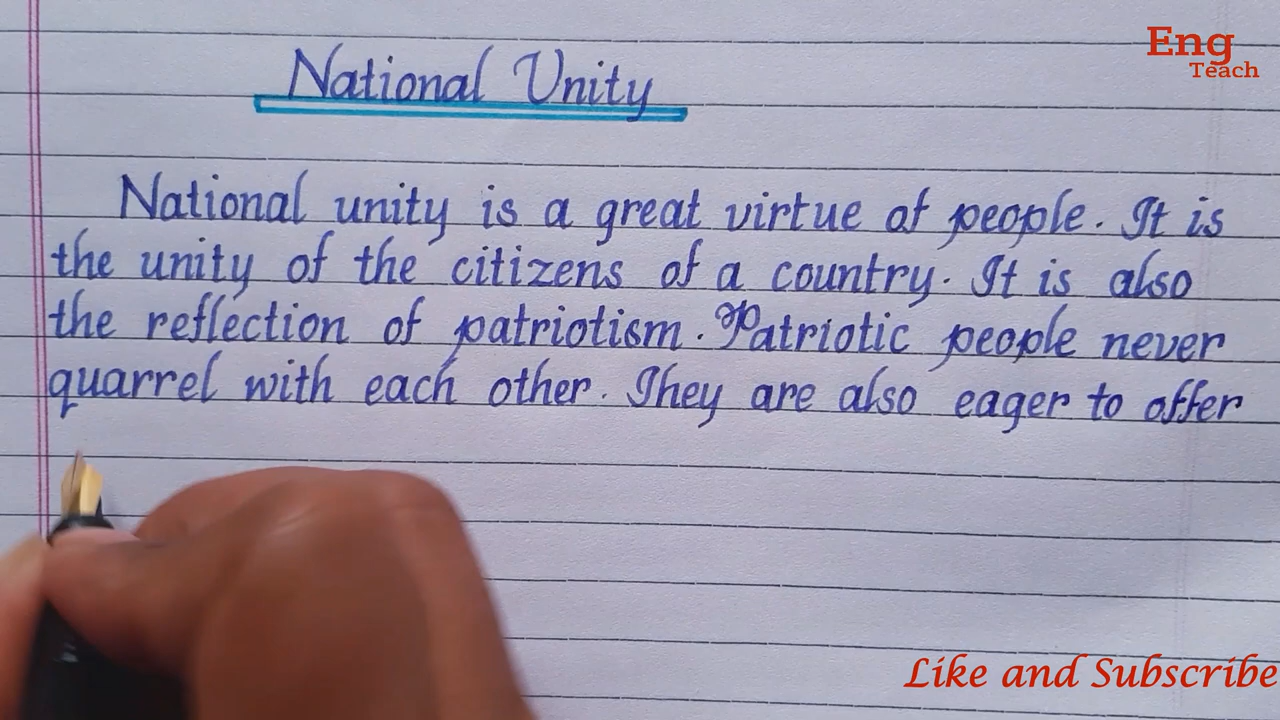 Eng
Teach
National Unity
National unity is a great virtue of people. It is
the unity of the citizens of a country. It is also
the reflection of patriotism. Patriotic people never
quarrel with each other. They are also eager to offer
Like and Subscribe